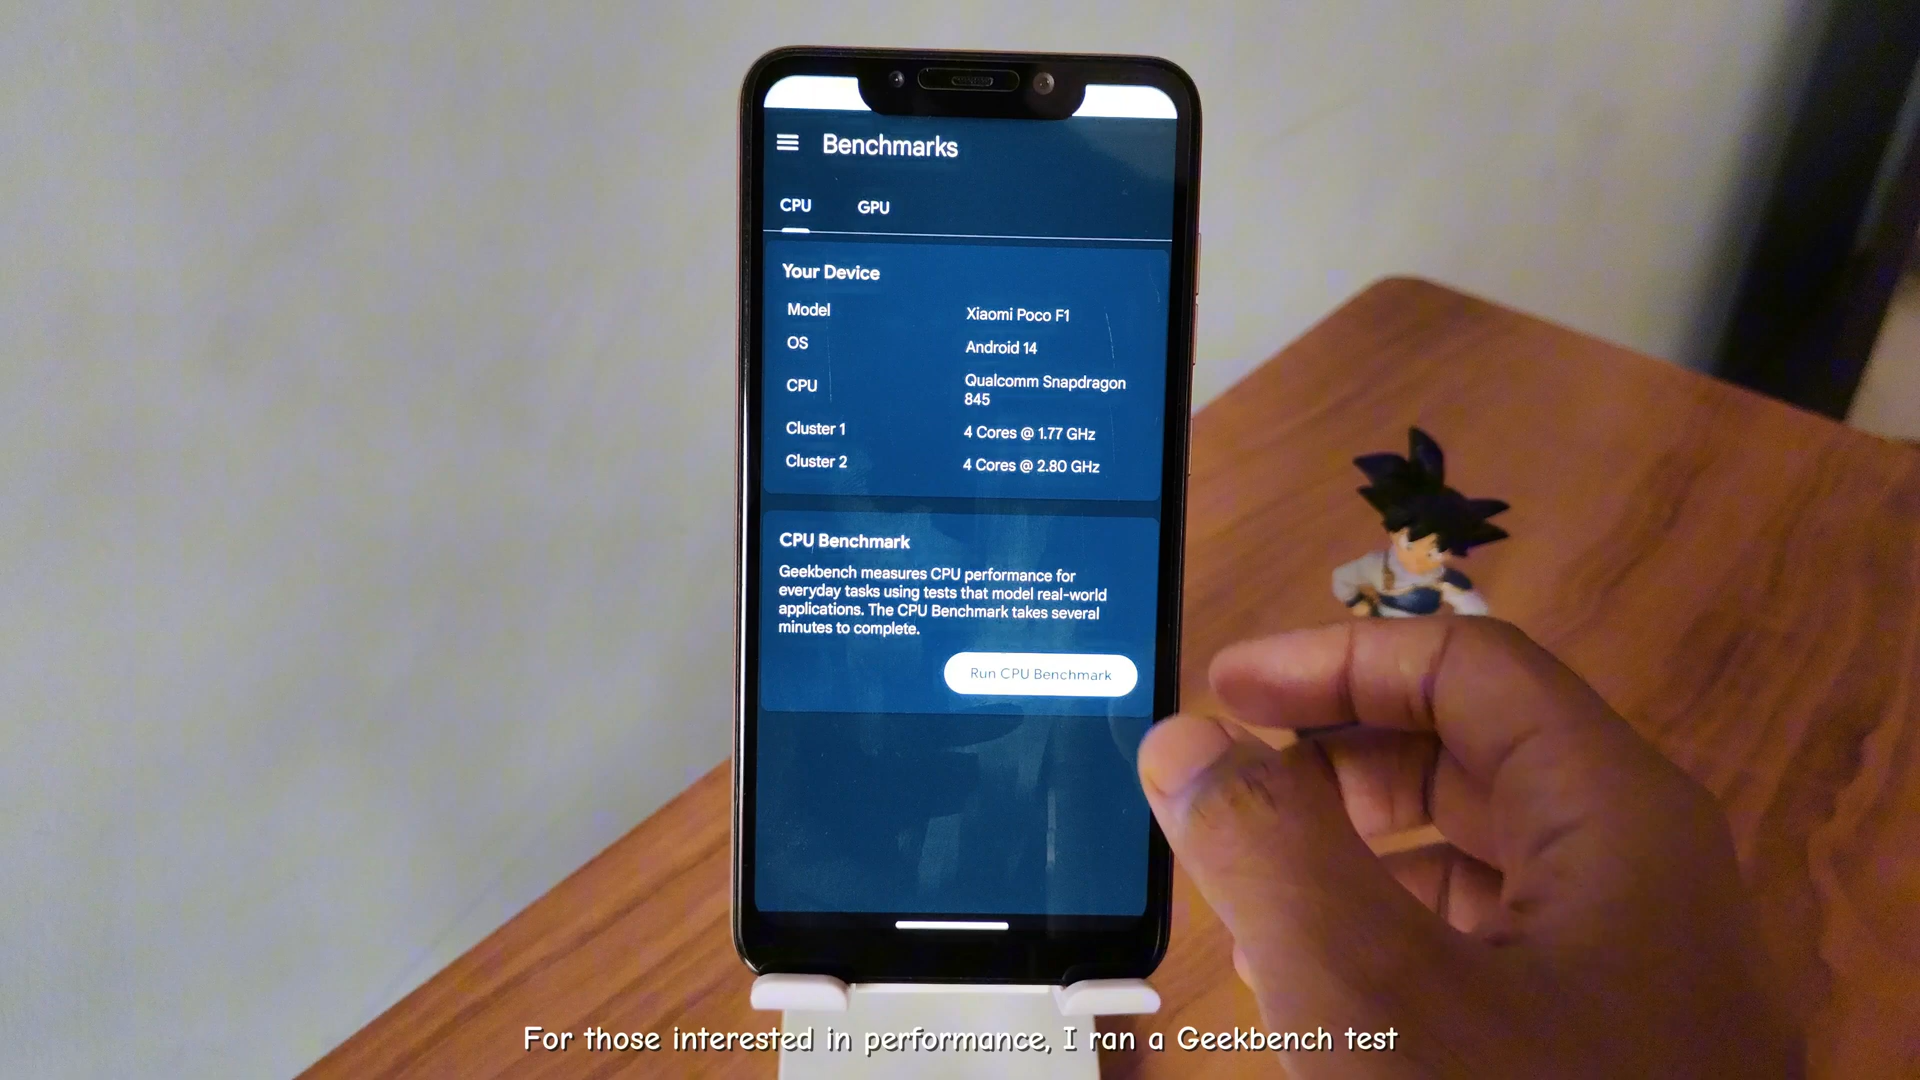 Benchmarks
CPU GPU
Your Device
Model Xiaomi Poco F1
OS Android 14
CPU Qualcomm Snapdragon
845
Cluster 1 4 Cores @ 1.77 GHz
Cluster 2 4 Cores @ 2.80 GHz
CPU Benchmark
Geekbench measures CPU performance for
everyday tasks using tests that model real-world
applications. The CPU Benchmark takes several
minutes to complete.
Run CPU Benchmark
For those interested in performance, I ran a Geekbench test